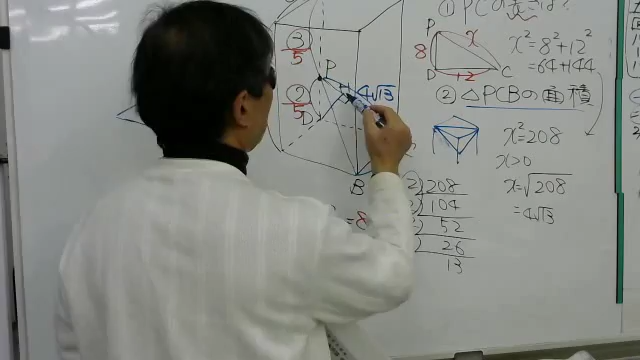 ① PCの長さは?
P
x
8
D
12
C
x²=8²+12²
=64+144
② △PCBの面積
x²=208
x>0
x=√208
=4√13
③
5
P
4√13
②
5
D
B
=8
2) 208
2) 104
) 52
) 26
13